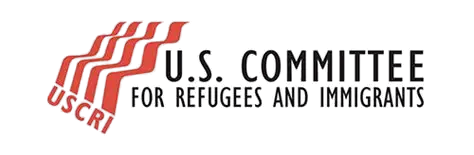 U.S. COMMITTEE
FOR REFUGEES AND IMMIGRANTS
USCRI